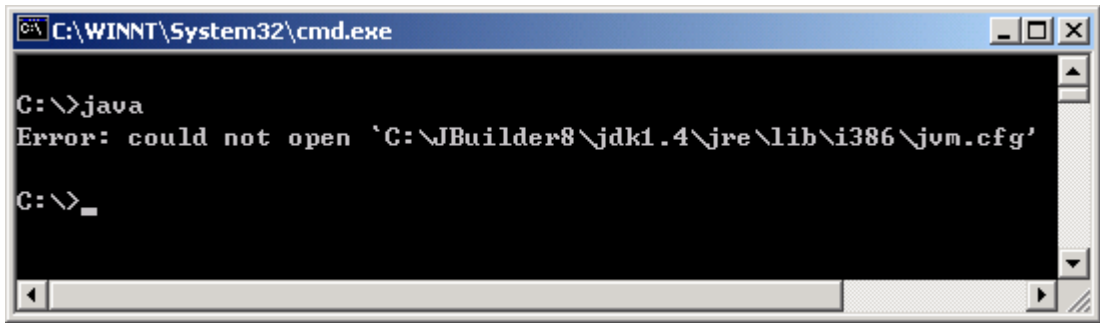 C:\WINNT\System32\cmd.exe
C:\>java
Error: could not open `C:\JBuilder8\jdk1.4\jre\lib\i386\jvm.cfg'
C:\>_